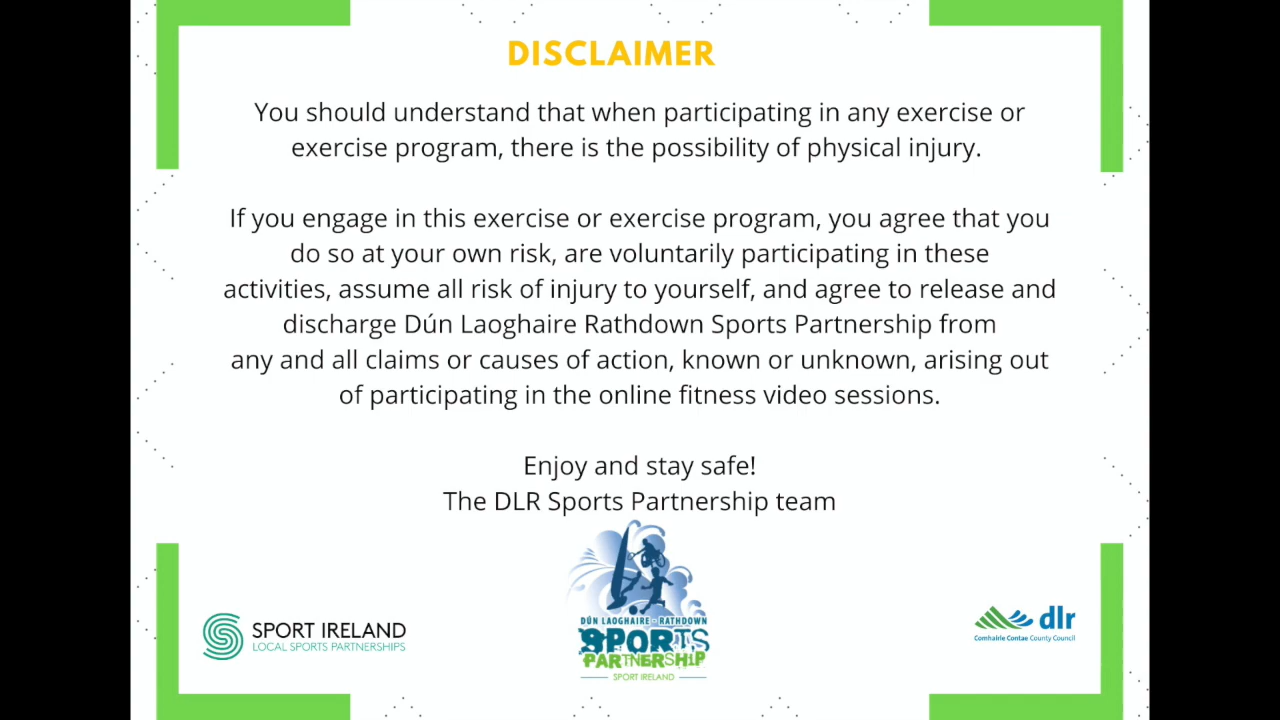 DISCLAIMER
You should understand that when participating in any exercise or
exercise program, there is the possibility of physical injury.
If you engage in this exercise or exercise program, you agree that you
do so at your own risk, are voluntarily participating in these
activities, assume all risk of injury to yourself, and agree to release and
discharge Dún Laoghaire Rathdown Sports Partnership from
any and all claims or causes of action, known or unknown, arising out
of participating in the online fitness video sessions.
Enjoy and stay safe!
The DLR Sports Partnership team
SPORT IRELAND
LOCAL SPORTS PARTNERSHIPS
DÚN LAOGHAIRE - RATHDOWN
SPORTS
PARTNERSHIP
SPORT IRELAND
dlr
Comhairle Contae County Council